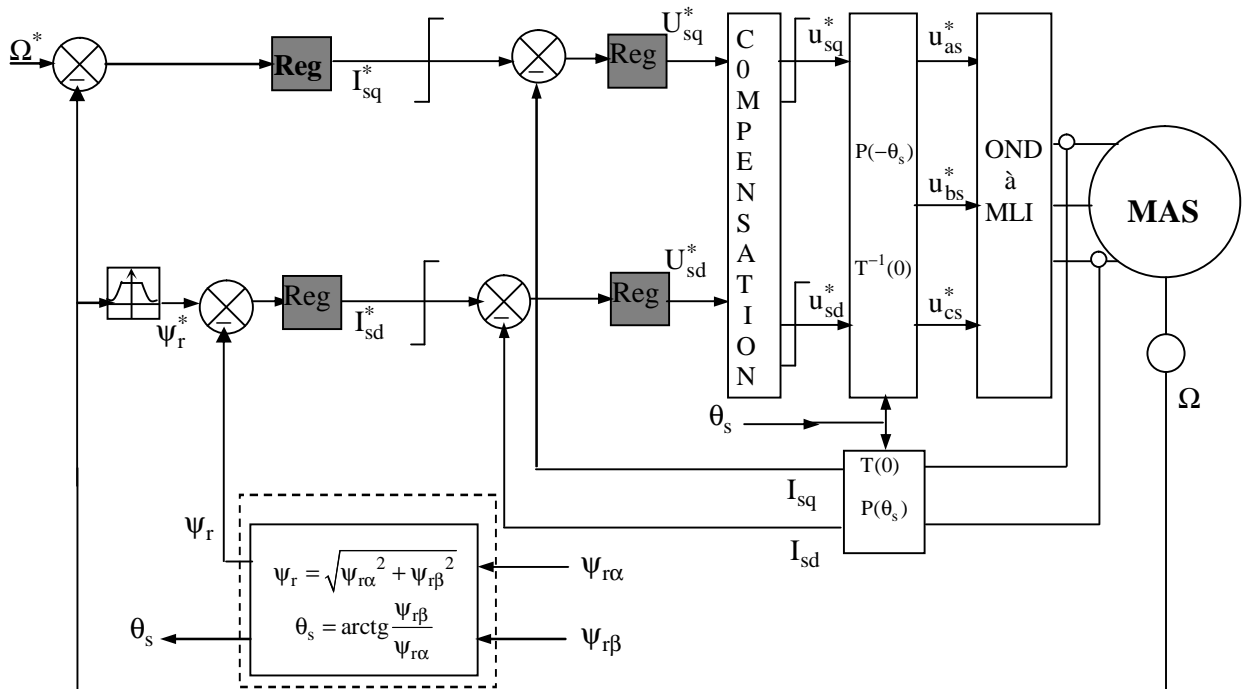 Ω*
Reg
I*sq
U*sq
Reg
C0MPENSATION
u*sq
u*as
P(−θs)
T⁻¹(0)
u*bs
OND
à
MLI
MAS
ψ*r
Reg
I*sd
U*sd
Reg
u*sd
u*cs
Ω
θs
T(0)
P(θs)
Isq
Isd
ψr
ψr = √ψrα² + ψrβ²
θs = arctg ψrβ/ψrα
ψrα
θs
ψrβ